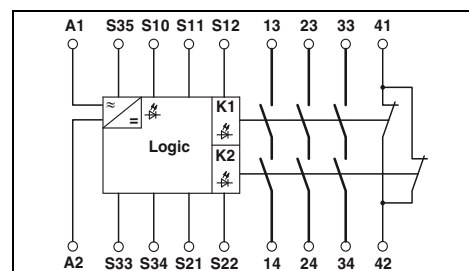 A1 S35 S10 S11 S12 13 23 33 41
≈
=
K1
Logic
K2
A2 S33 S34 S21 S22 14 24 34 42